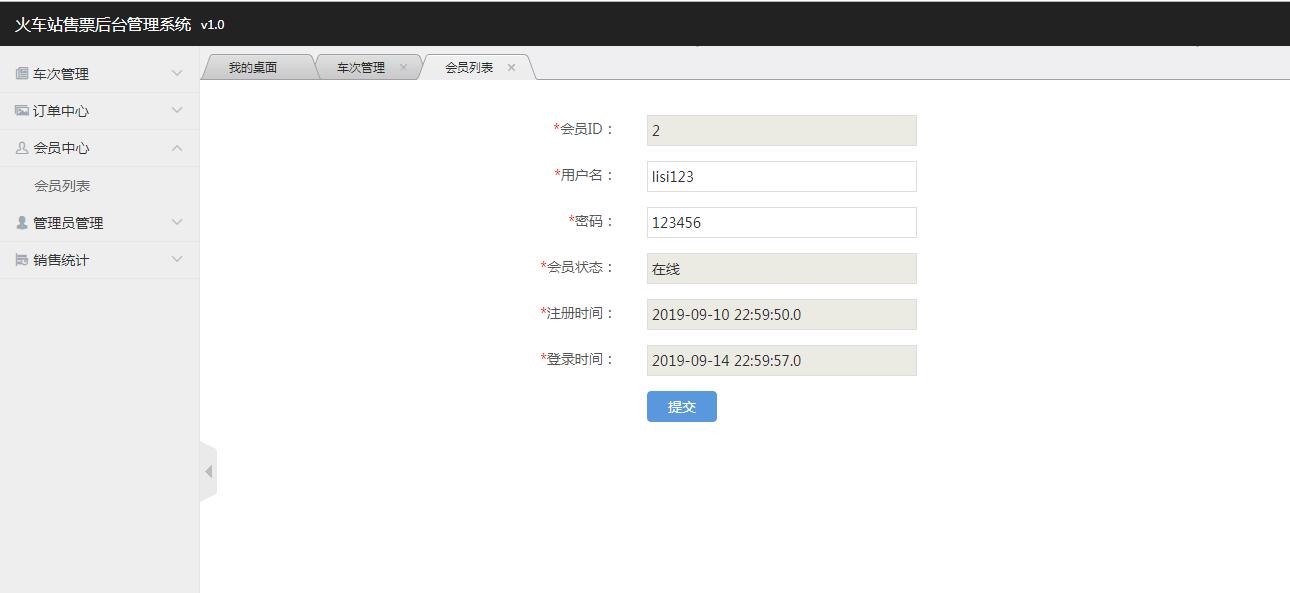 火车站售票后台管理系统 v1.0
我的桌面 车次管理 会员列表
车次管理
订单中心
会员中心
会员列表
管理员管理
销售统计
*会员ID： 2
*用户名： lisi123
*密码： 123456
*会员状态： 在线
*注册时间： 2019-09-10 22:59:50.0
*登录时间： 2019-09-14 22:59:57.0
提交